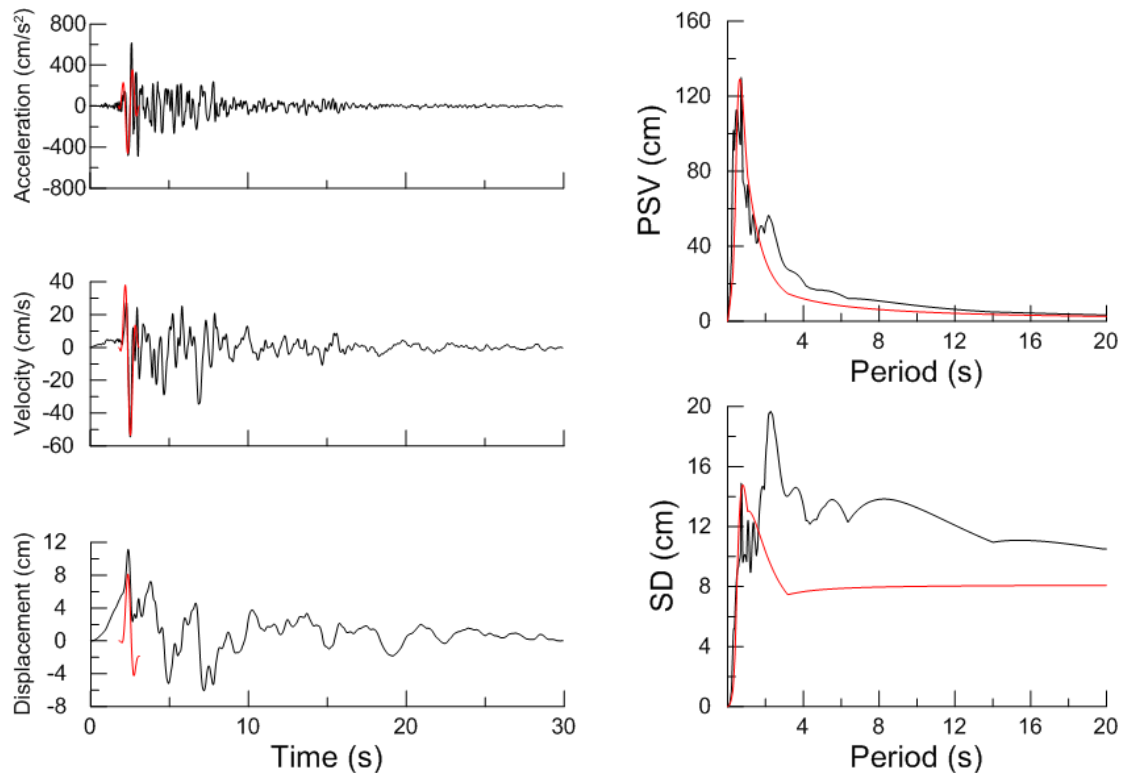 800
400
0
-400
-800
Acceleration (cm/s²)
40
20
0
-20
-40
-60
Velocity (cm/s)
12
8
4
0
-4
-8
Displacement (cm)
0 10 20 30
Time (s)
160
120
80
40
0
PSV (cm)
4 8 12 16 20
Period (s)
20
16
12
8
4
0
SD (cm)
4 8 12 16 20
Period (s)